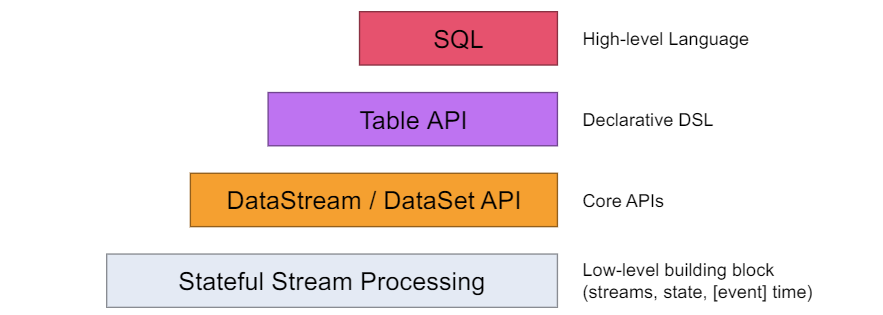 SQL
High-level Language
Table API
Declarative DSL
DataStream / DataSet API
Core APIs
Stateful Stream Processing
Low-level building block
(streams, state, [event] time)